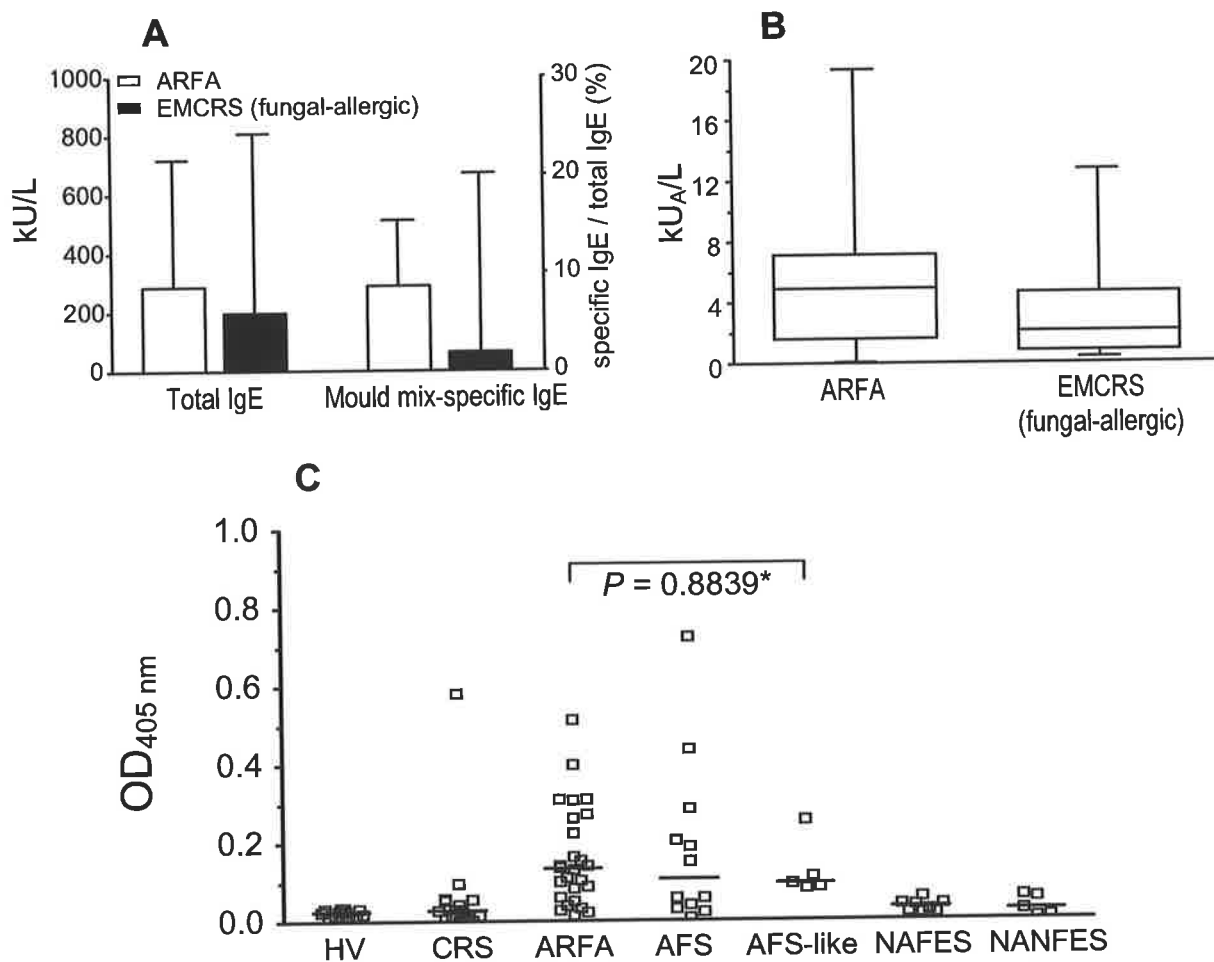 A
1000
800
600
400
200
0
kU/L
ARFA
EMCRS (fungal-allergic)
30
20
10
0
specific IgE / total IgE (%)
Total IgE
Mould mix-specific IgE
B
20
16
12
8
4
0
kUA/L
ARFA
EMCRS
(fungal-allergic)
C
1.0
0.8
0.6
0.4
0.2
0.0
OD405 nm
P = 0.8839*
HV
CRS
ARFA
AFS
AFS-like
NAFES
NANFES